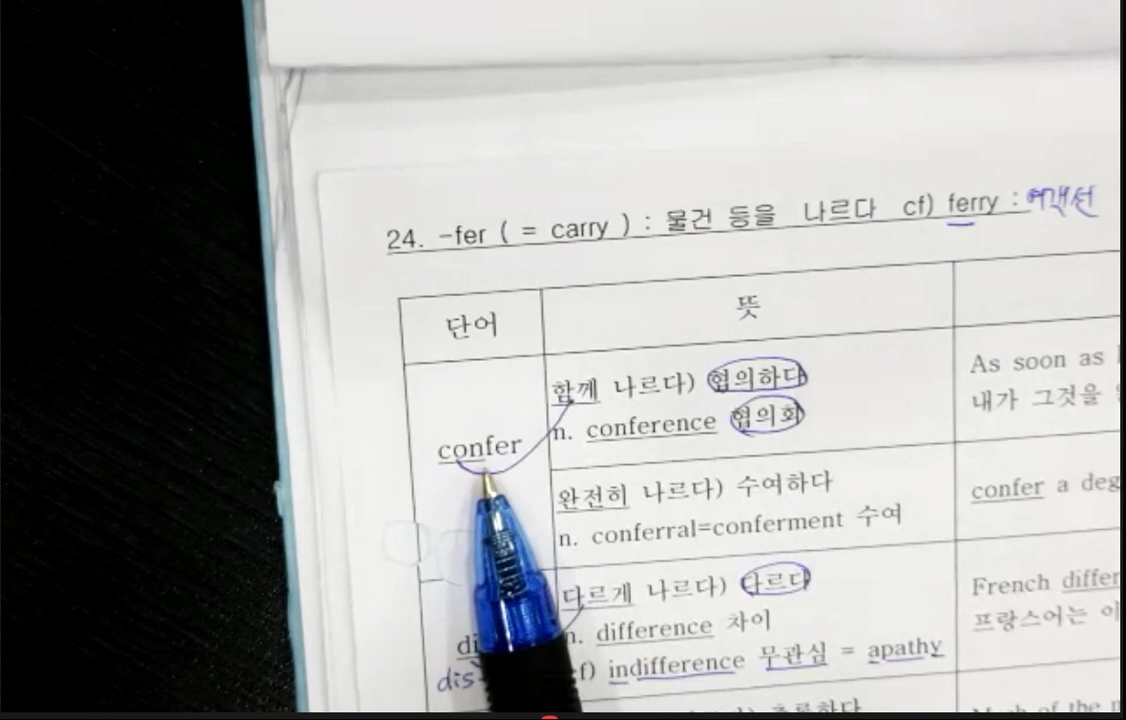 24. -fer ( = carry ) : 물건 등을 나르다 cf) ferry : 여객선
단어
뜻
confer
함께 나르다) 협의하다
n. conference 협의회
As soon as
내가 그것을
완전히 나르다) 수여하다
n. conferral=conferment 수여
confer a deg
di
dis
다르게 나르다) 다르다
n. difference 차이
f) indifference 무관심 = apathy
French differ
프랑스어는 이
of the